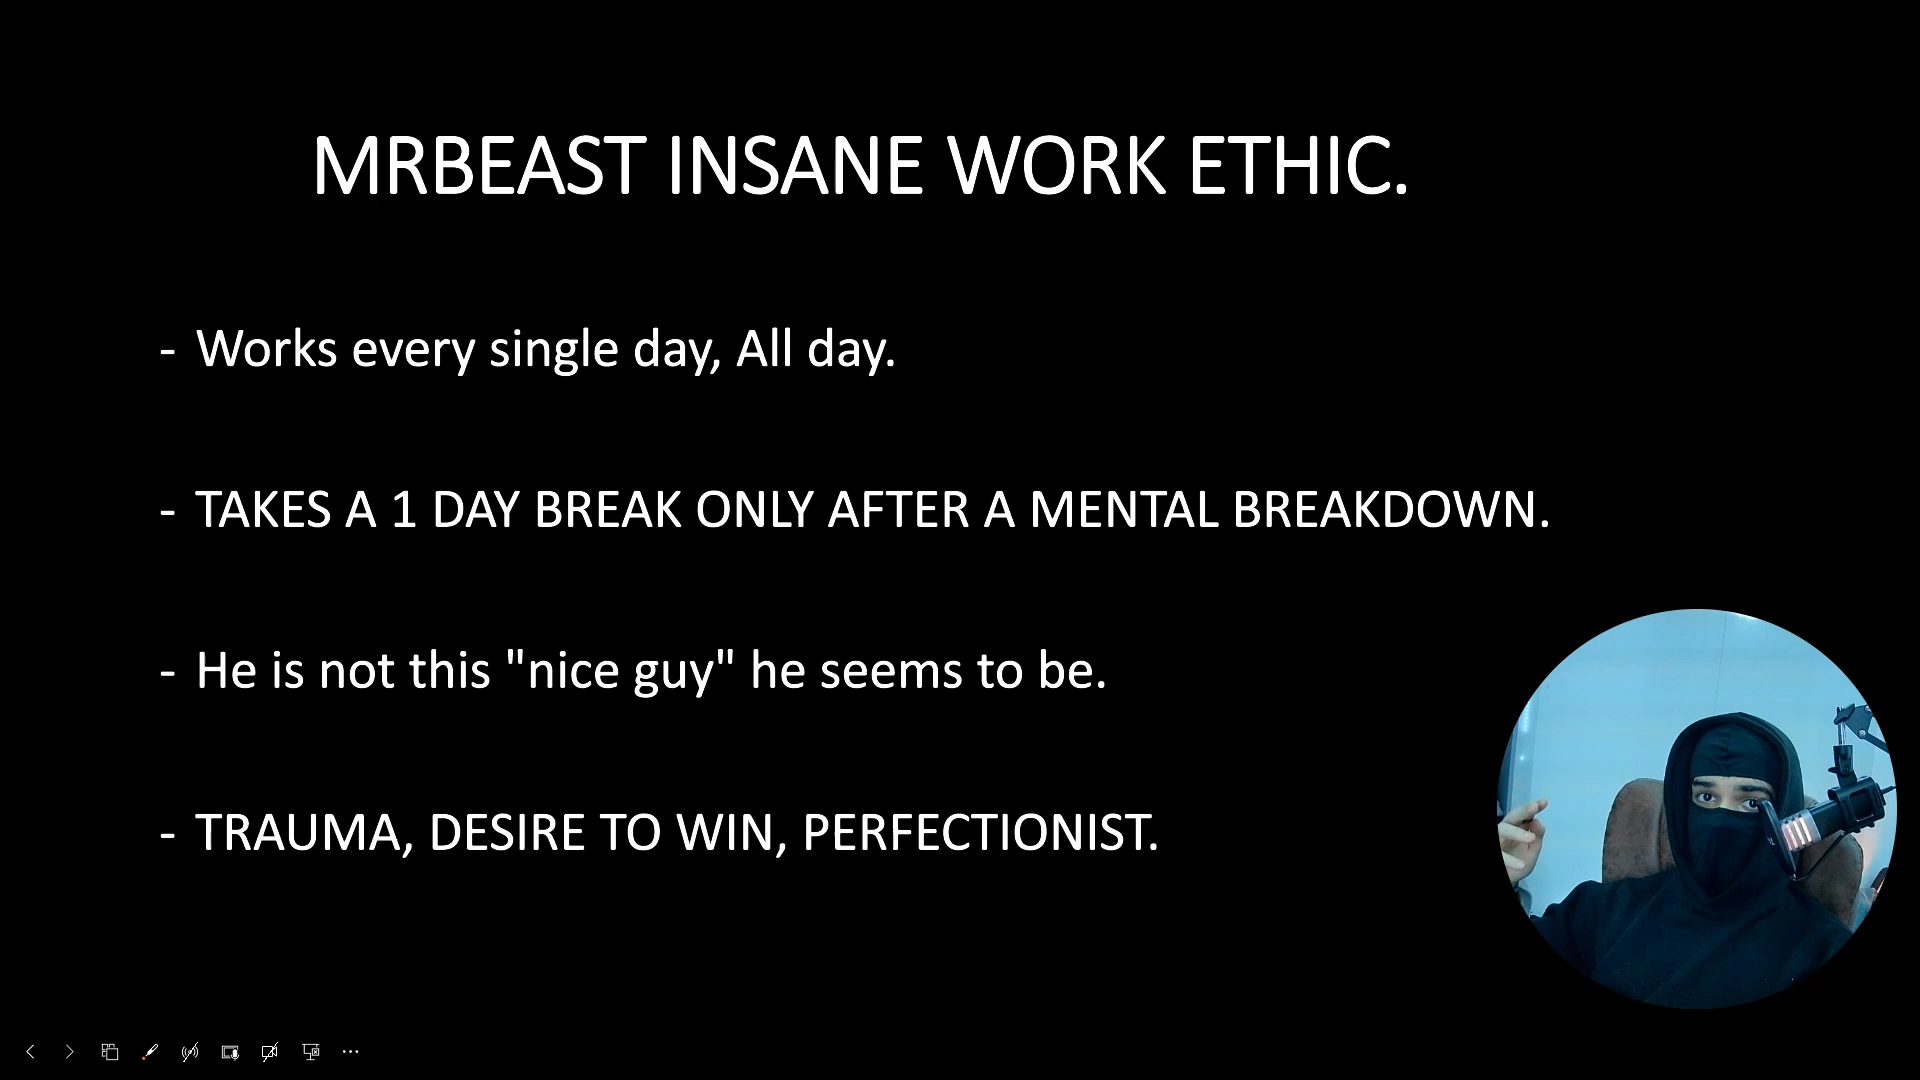 MRBEAST INSANE WORK ETHIC.
- Works every single day, All day.
- TAKES A 1 DAY BREAK ONLY AFTER A MENTAL BREAKDOWN.
- He is not this "nice guy" he seems to be.
- TRAUMA, DESIRE TO WIN, PERFECTIONIST.